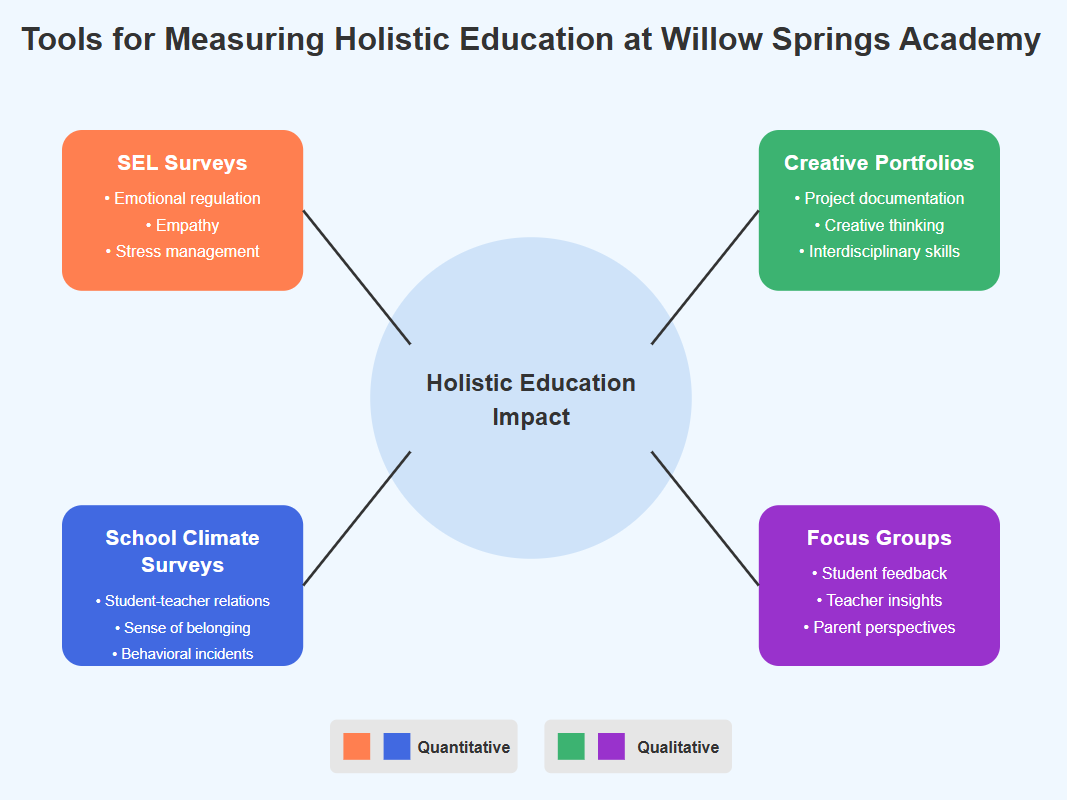 Tools for Measuring Holistic Education at Willow Springs Academy
SEL Surveys
• Emotional regulation
• Empathy
• Stress management
Creative Portfolios
• Project documentation
• Creative thinking
• Interdisciplinary skills
Holistic Education
Impact
School Climate
Surveys
• Student-teacher relations
• Sense of belonging
• Behavioral incidents
Focus Groups
• Student feedback
• Teacher insights
• Parent perspectives
Quantitative
Qualitative